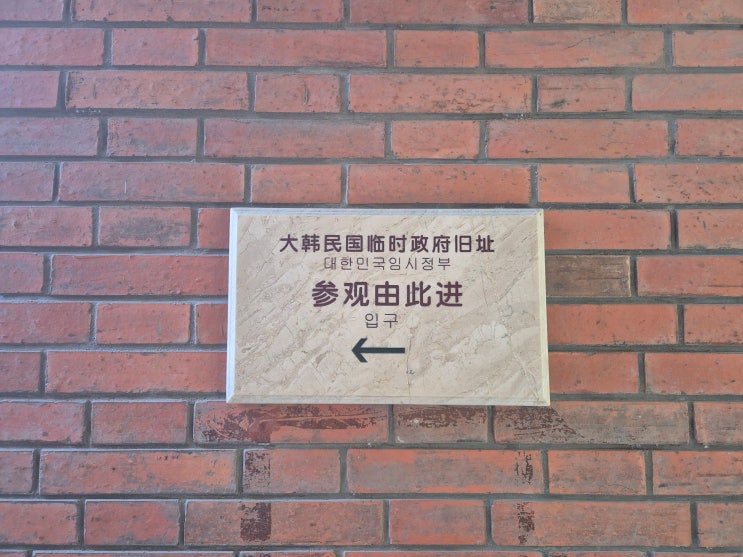 大韩民国临时政府旧址
대한민국임시정부
参观由此进
입구